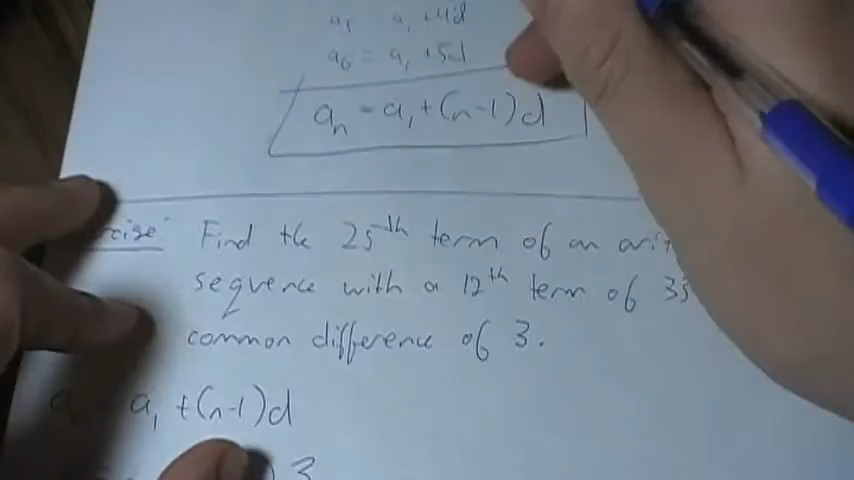 a₅ a₁ +4d
a₆ = a₁ +5d
aₙ = a₁ + (n-1)d
Find the 25th term of an
sequence with a 12th term of 35
common difference of 3.
a₁ + (n-1)d
) 3